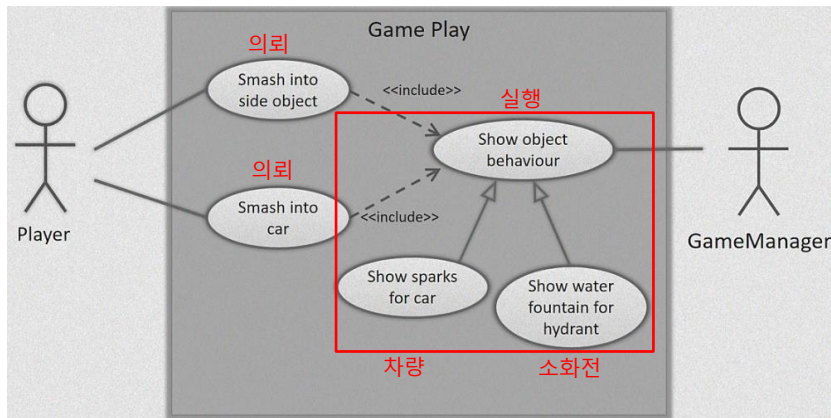 Game Play
의뢰
Smash into
side object
<<include>>
실행
Show object
behaviour
의뢰
Smash into
car
<<include>>
Player
GameManager
Show sparks
for car
Show water
fountain for
hydrant
차량
소화전